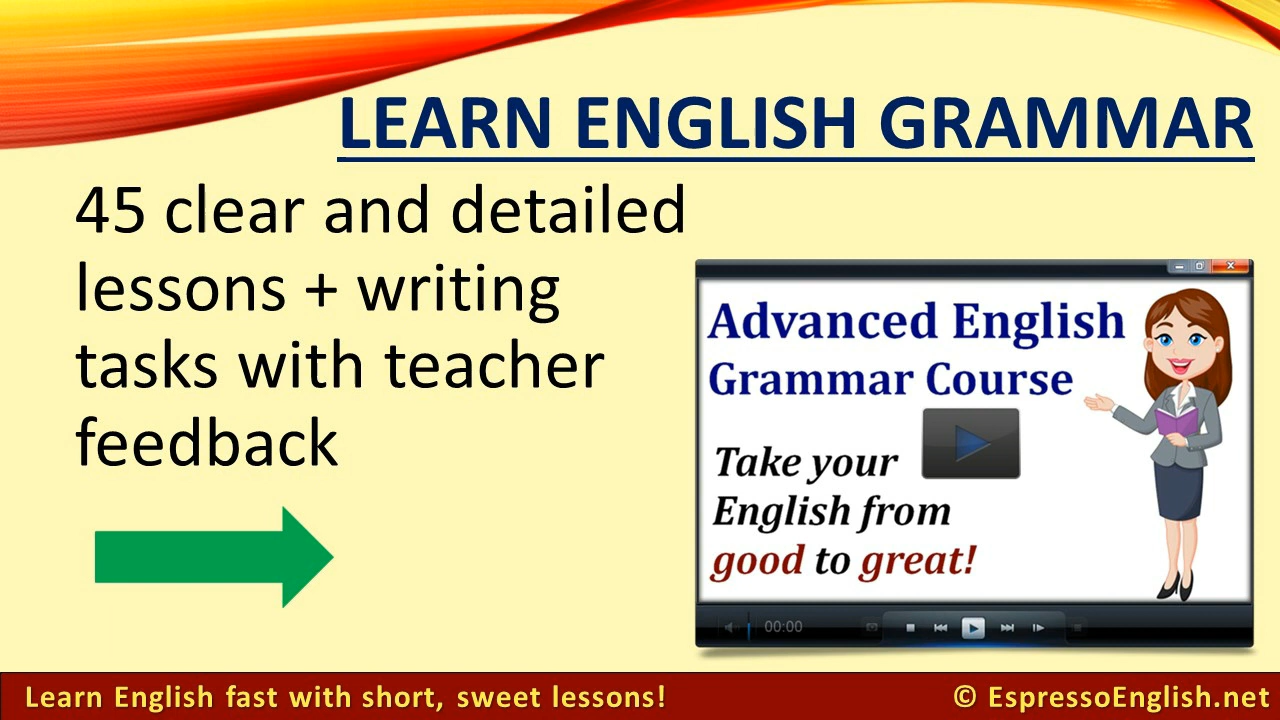 LEARN ENGLISH GRAMMAR
45 clear and detailed
lessons + writing
tasks with teacher
feedback
Advanced English
Grammar Course
Take your
English from
good to great!
00:00
Learn English fast with short, sweet lessons!
© EspressoEnglish.net